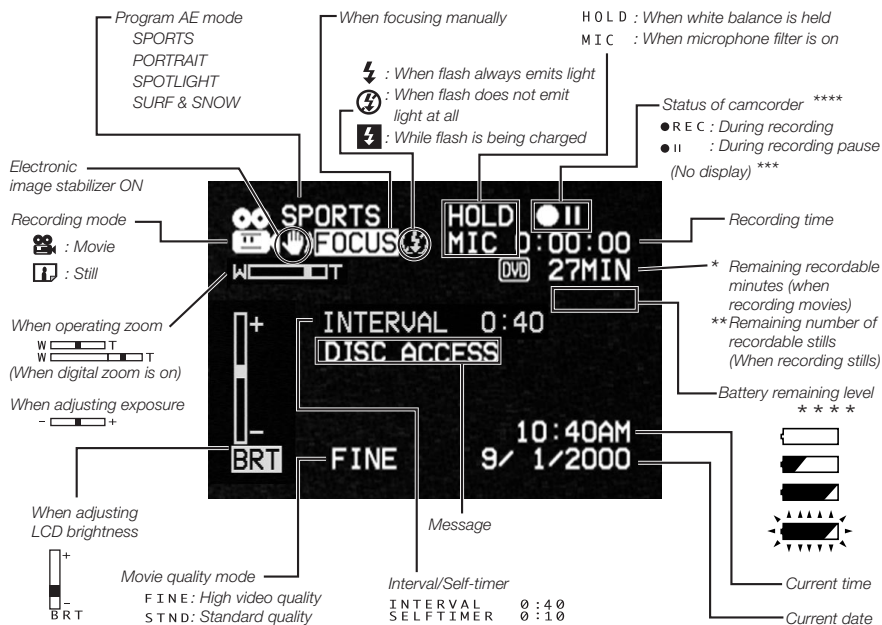 Program AE mode
SPORTS
PORTRAIT
SPOTLIGHT
SURF & SNOW
When focusing manually
: When flash always emits light
: When flash does not emit
light at all
: While flash is being charged
HOLD : When white balance is held
MIC : When microphone filter is on
Status of camcorder ****
●REC : During recording
●II : During recording pause
(No display) ***
Electronic
image stabilizer ON
Recording mode
: Movie
: Still
When operating zoom
W T
W T
(When digital zoom is on)
When adjusting exposure
- +
When adjusting
LCD brightness
+
-
BRT
SPORTS
FOCUS
HOLD
MIC
●II
0:00:00
DVD 27MIN
W T
+
-
BRT
INTERVAL 0:40
DISC ACCESS
FINE
10:40AM
9/ 1/2000
Recording time
* Remaining recordable
minutes (when
recording movies)
** Remaining number of
recordable stills
(When recording stills)
Battery remaining level
****
Message
Movie quality mode
FINE: High video quality
STND: Standard quality
Interval/Self-timer
INTERVAL 0:40
SELFTIMER 0:10
Current time
Current date